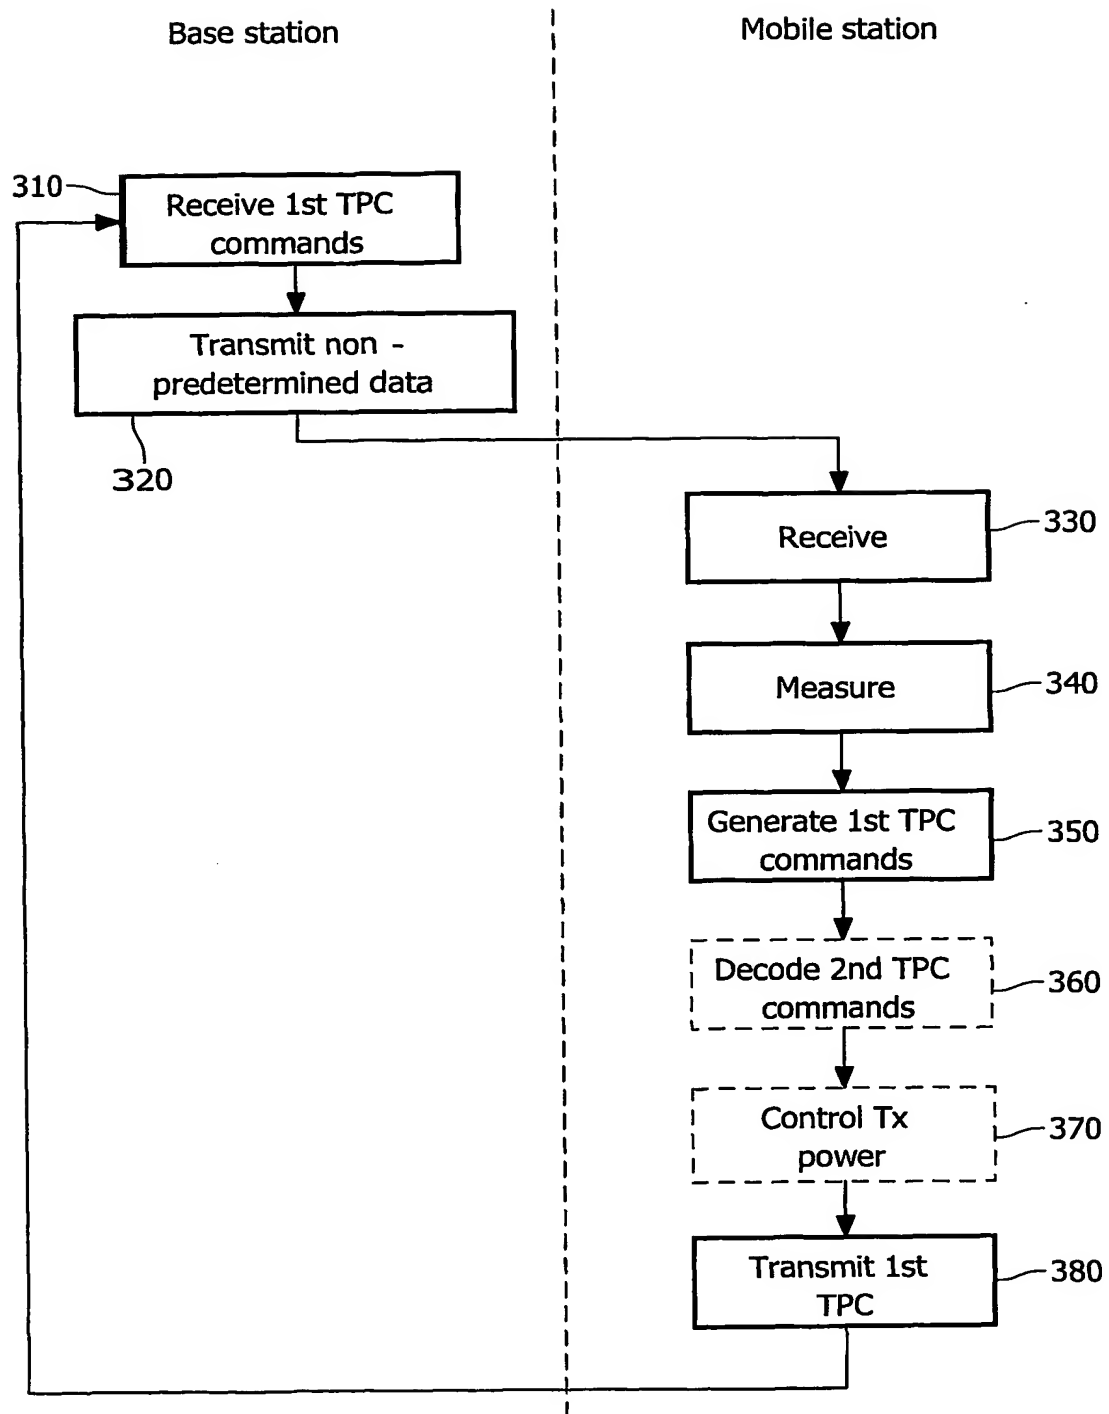 Base station
Mobile station
310
Receive 1st TPC
commands
Transmit non -
predetermined data
320
Receive
330
Measure
340
Generate 1st TPC
commands
350
Decode 2nd TPC
commands
360
Control Tx
power
370
Transmit 1st
TPC
380